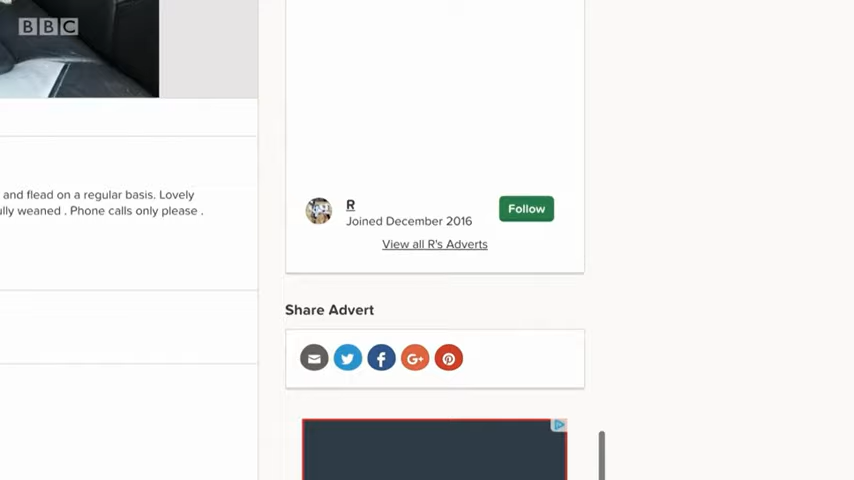 BBC
and flead on a regular basis. Lovely
ully weaned . Phone calls only please .
R
Joined December 2016
Follow
View all R's Adverts
Share Advert